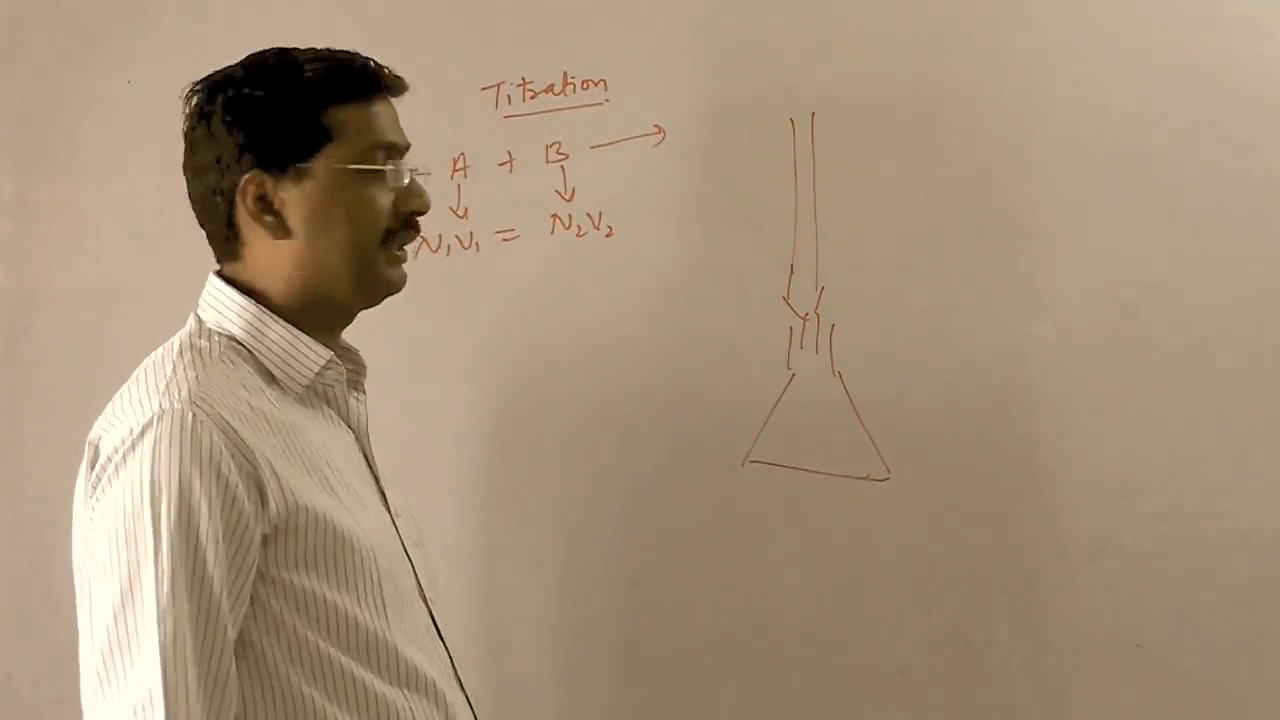 Titration
A + B →
N₁V₁ = N₂V₂